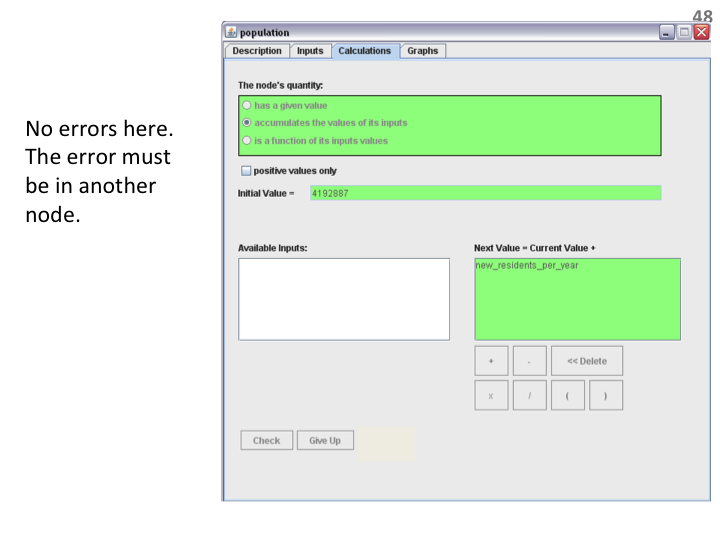 48
population
Description Inputs Calculations Graphs
No errors here.
The error must
be in another
node.
The node's quantity:
has a given value
accumulates the values of its inputs
is a function of its inputs values
positive values only
Initial Value = 4192887
Available Inputs: Next Value = Current Value +
new_residents_per_year
+ - << Delete
x / ( )
Check Give Up